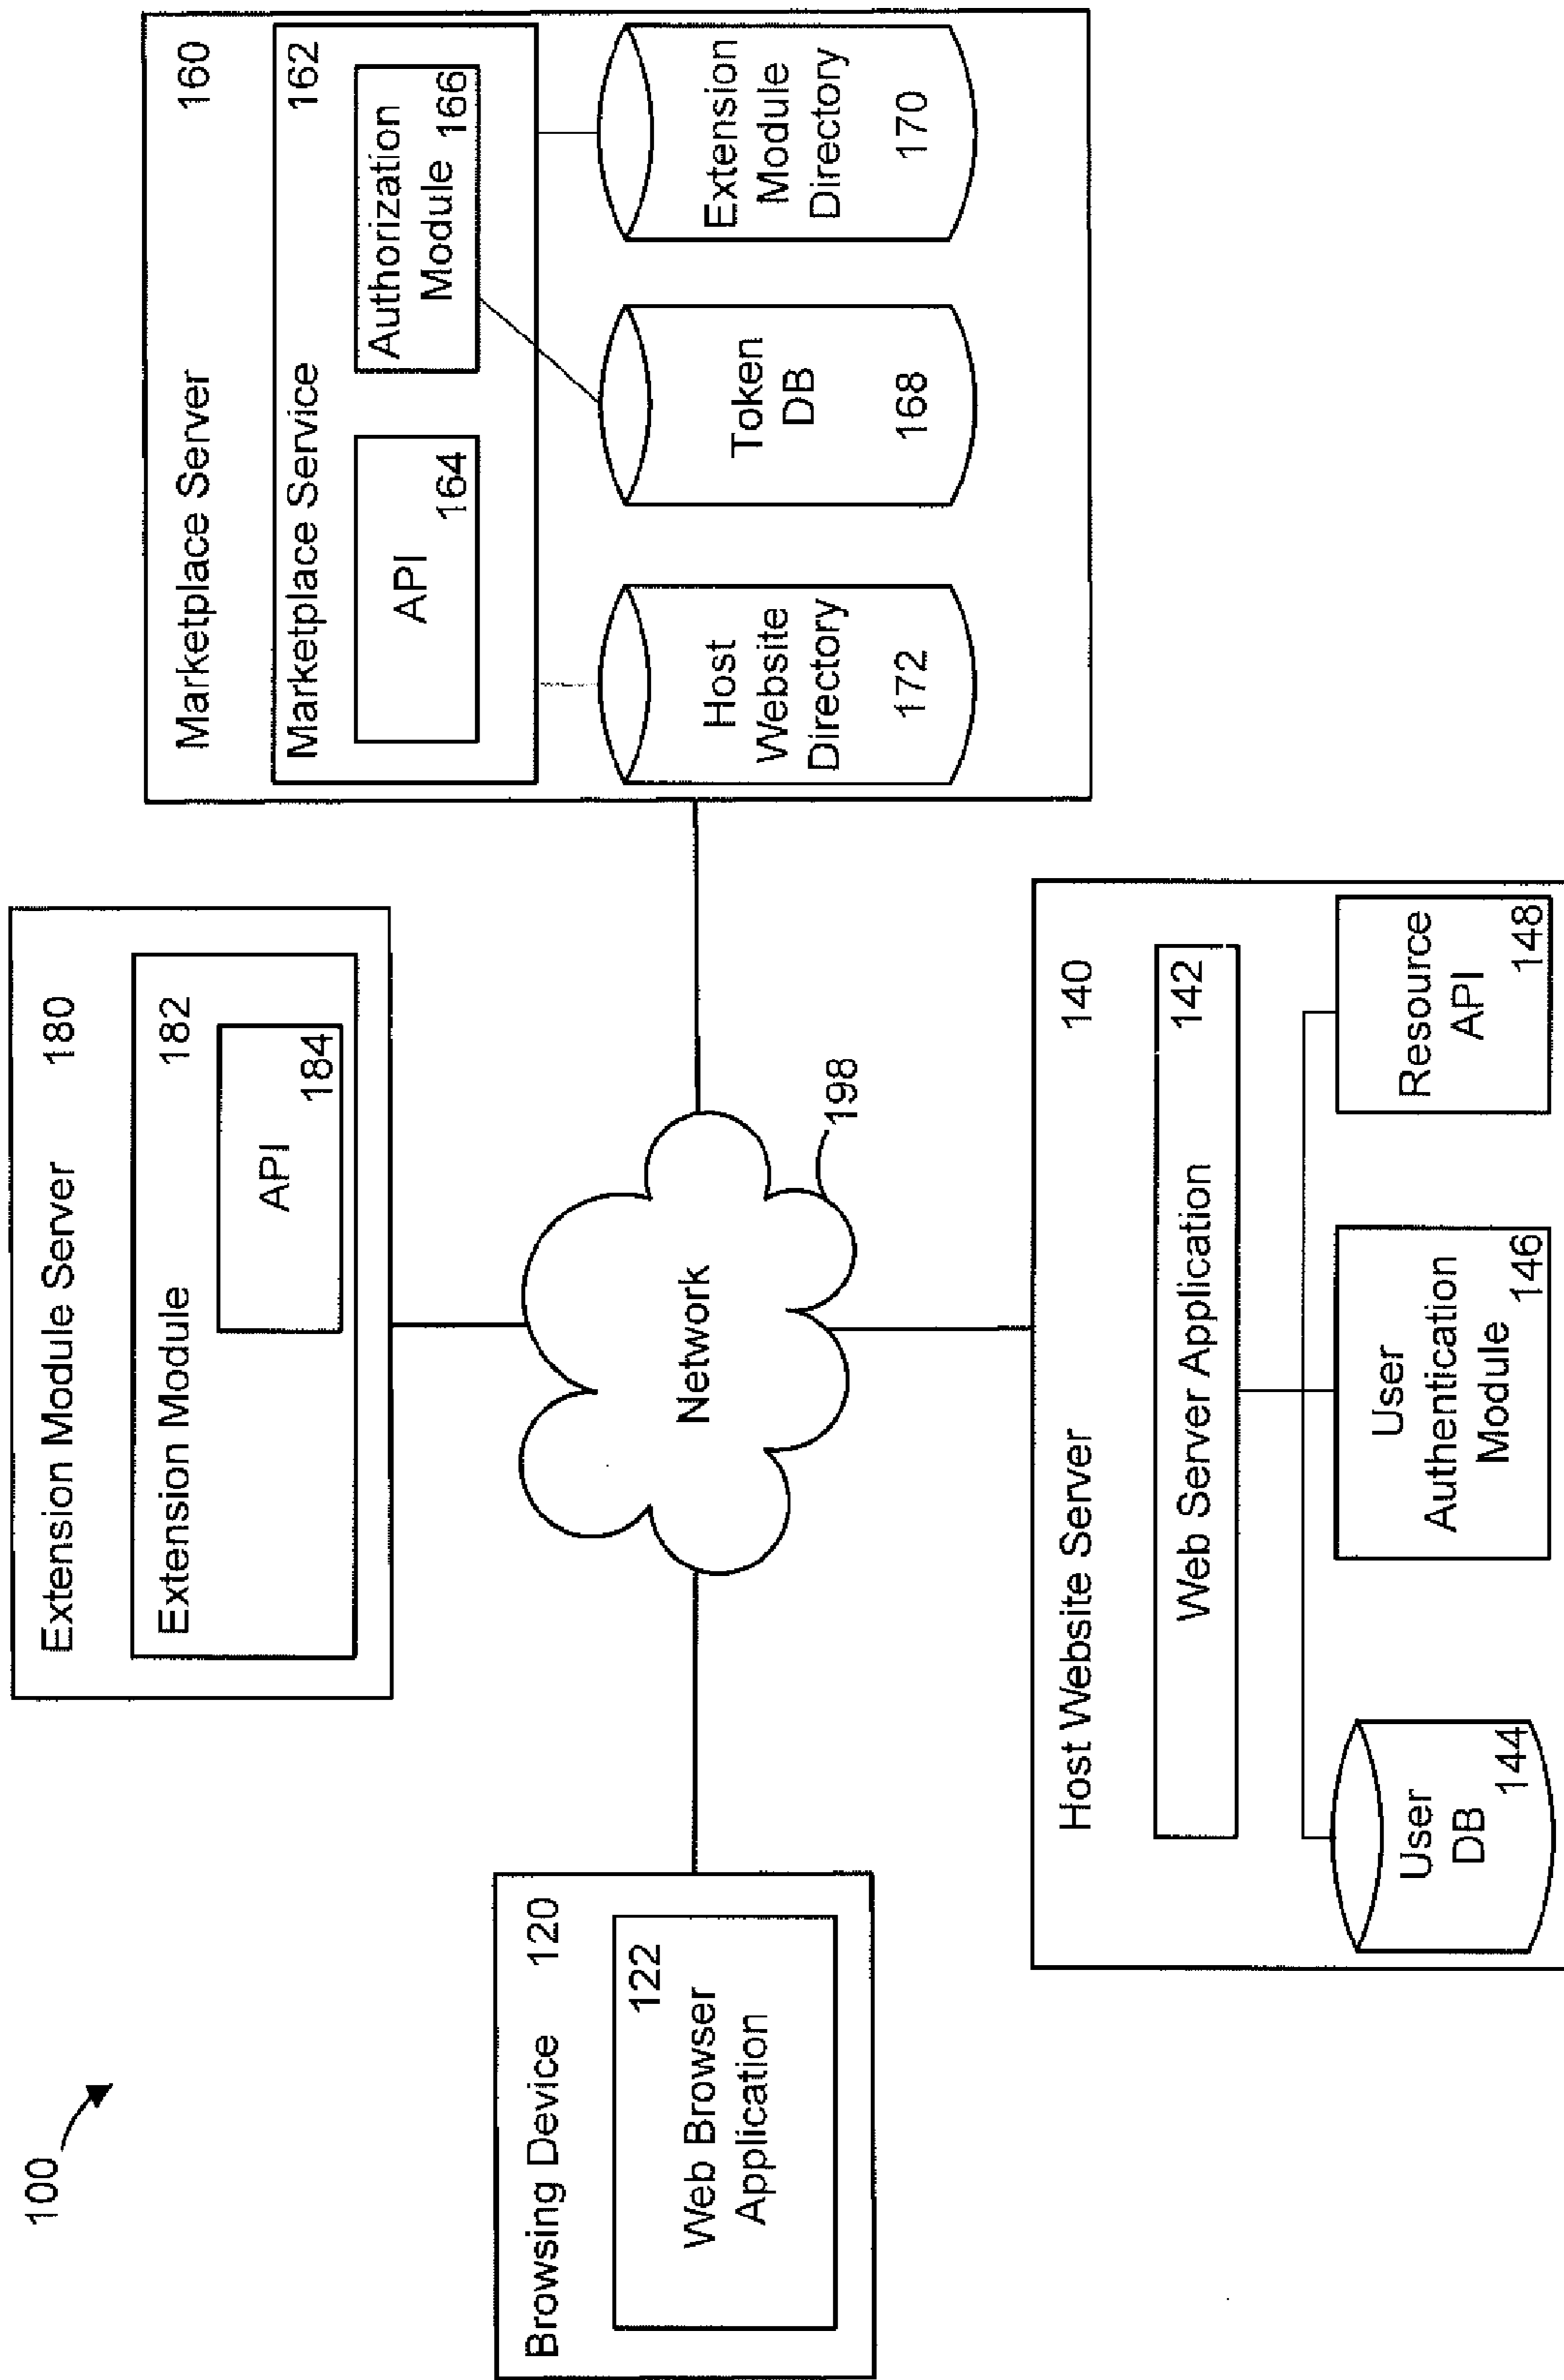 100
Extension Module Server 180
Extension Module 182
API
184
Marketplace Server 160
Marketplace Service 162
API
164
Authorization
Module 166
Host
Website
Directory
172
Token
DB
168
Extension
Module
Directory
170
Browsing Device 120
122
Web Browser
Application
Network
198
Host Website Server 140
Web Server Application 142
User
DB
144
User
Authentication
Module
146
Resource
API
148